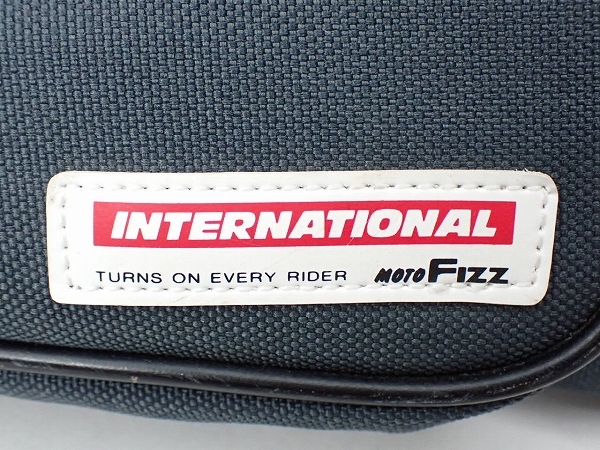 INTERNATIONAL
TURNS ON EVERY RIDER MOTO FIZZ